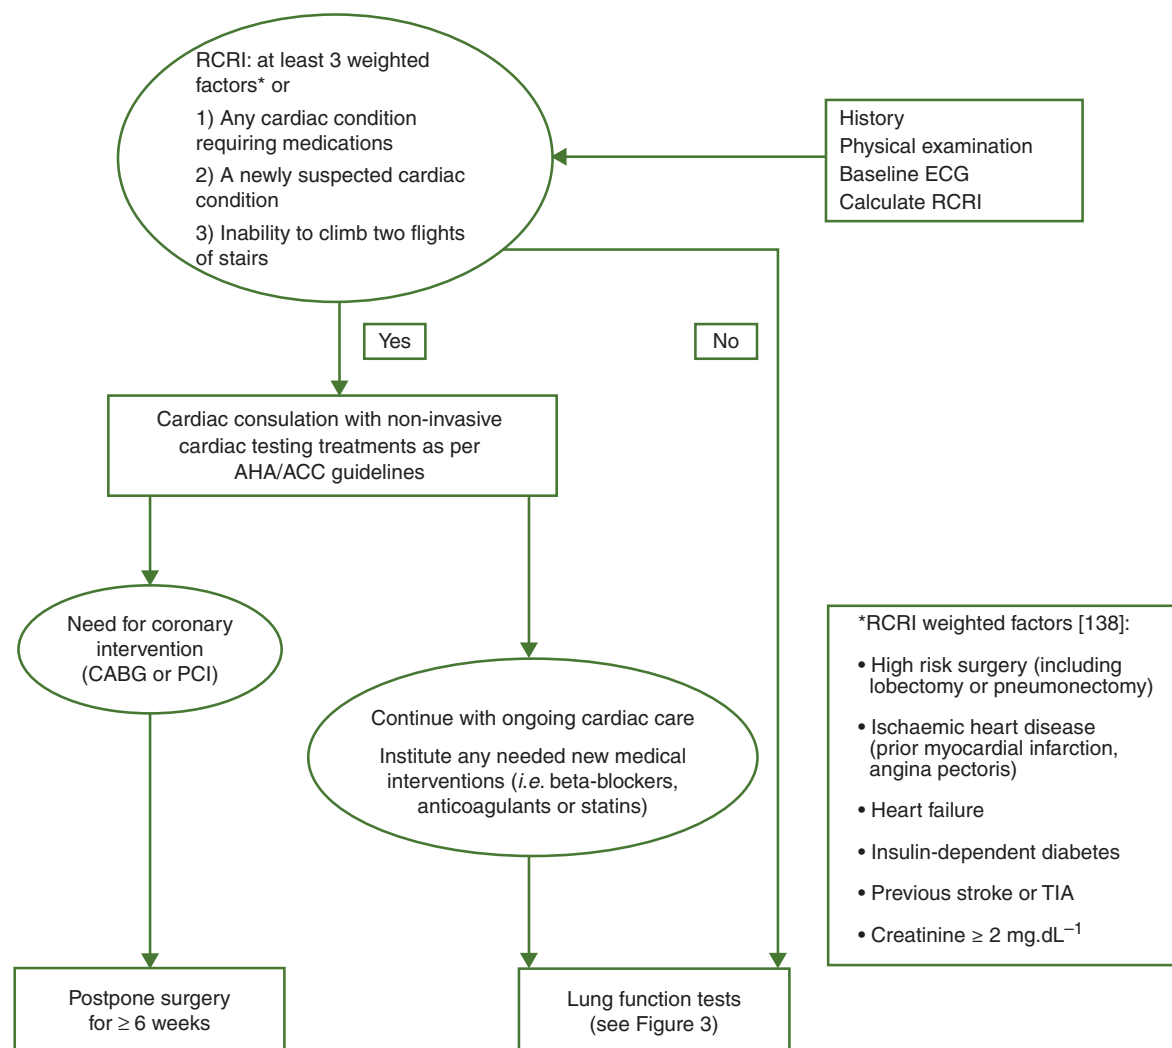 RCRI: at least 3 weighted
factors* or
1) Any cardiac condition
requiring medications
2) A newly suspected cardiac
condition
3) Inability to climb two flights
of stairs
History
Physical examination
Baseline ECG
Calculate RCRI
Yes
No
Cardiac consulation with non-invasive
cardiac testing treatments as per
AHA/ACC guidelines
Need for coronary
intervention
(CABG or PCI)
Continue with ongoing cardiac care
Institute any needed new medical
interventions (i.e. beta-blockers,
anticoagulants or statins)
*RCRI weighted factors [138]:
• High risk surgery (including
lobectomy or pneumonectomy)
• Ischaemic heart disease
(prior myocardial infarction,
angina pectoris)
• Heart failure
• Insulin-dependent diabetes
• Previous stroke or TIA
• Creatinine ≥ 2 mg.dL⁻¹
Postpone surgery
for ≥ 6 weeks
Lung function tests
(see Figure 3)